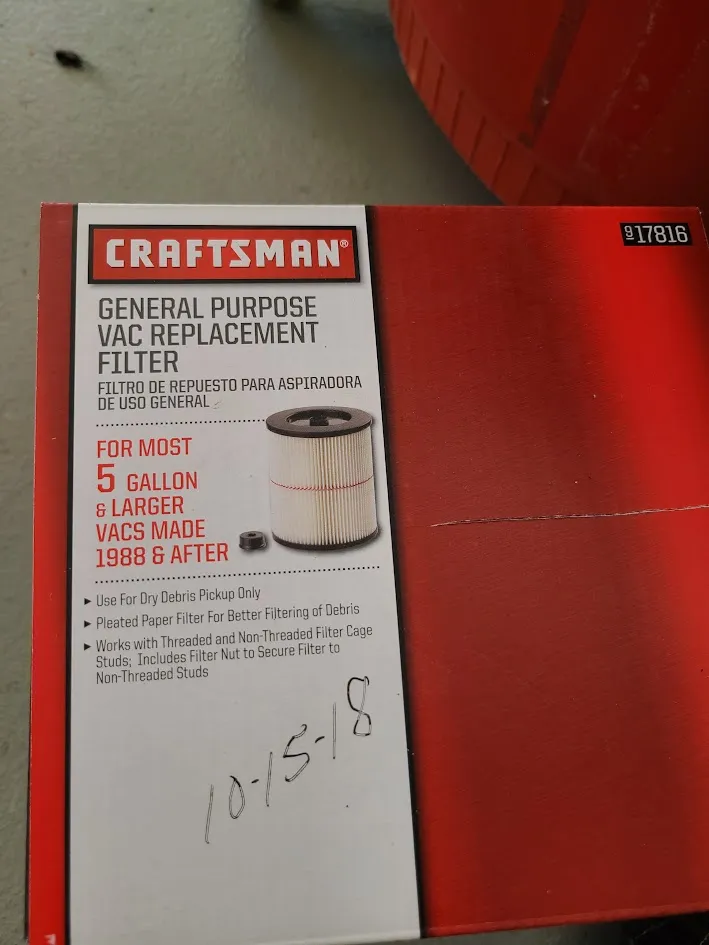 CRAFTSMAN®
9 17816
GENERAL PURPOSE
VAC REPLACEMENT
FILTER
FILTRO DE REPUESTO PARA ASPIRADORA
DE USO GENERAL
FOR MOST
5 GALLON
& LARGER
VACS MADE
1988 & AFTER
▸ Use For Dry Debris Pickup Only
▸ Pleated Paper Filter For Better Filtering of Debris
▸ Works with Threaded and Non-Threaded Filter Cage
Studs; Includes Filter Nut to Secure Filter to
Non-Threaded Studs
10-15-18